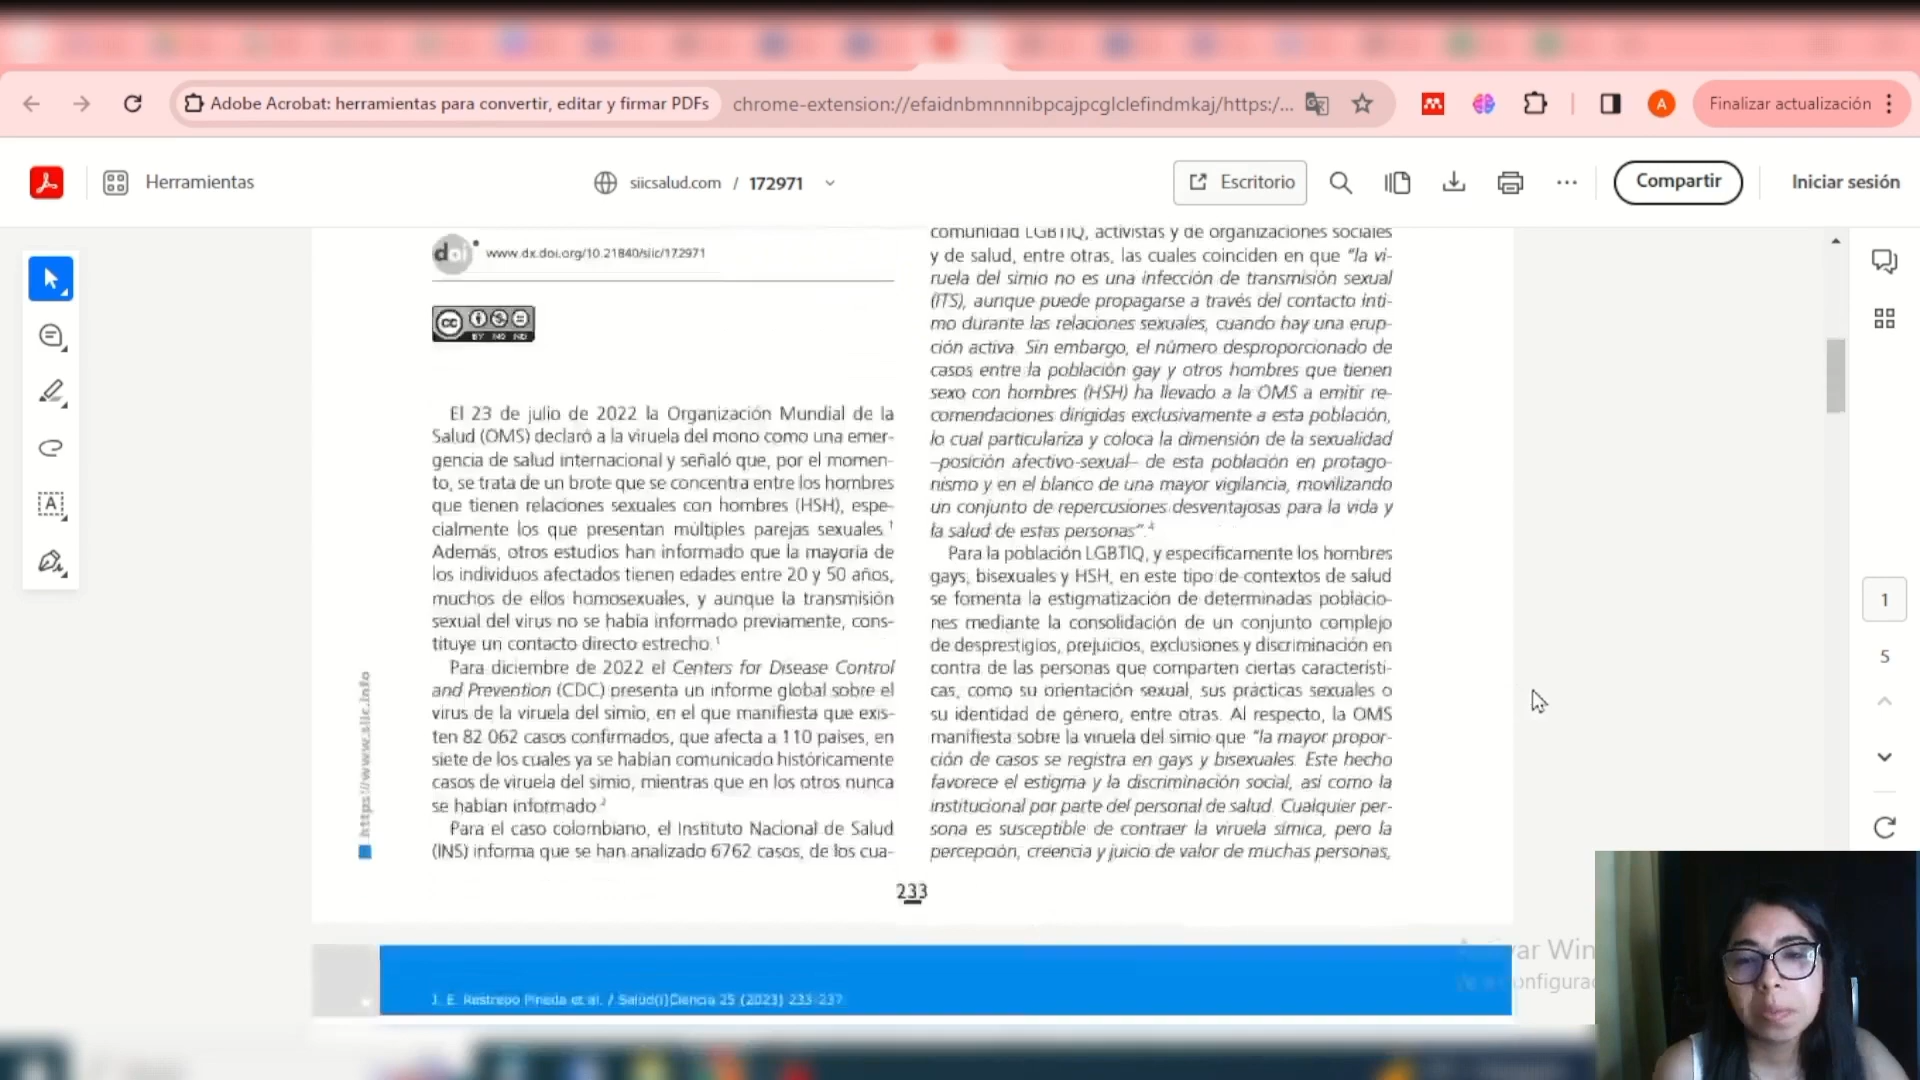 Adobe Acrobat: herramientas para convertir, editar y firmar PDFs
chrome-extension://efaidnbmnnnibpcajpcglclefindmkaj/https:/...
A
Finalizar actualización
Herramientas
siicsalud.com / 172971
Escritorio
Compartir
Iniciar sesión
doi
www.dx.doi.org/10.21840/siic/172971
cc
BY NC ND
El 23 de julio de 2022 la Organización Mundial de la
Salud (OMS) declaró a la viruela del mono como una emer-
gencia de salud internacional y señaló que, por el momen-
to, se trata de un brote que se concentra entre los hombres
que tienen relaciones sexuales con hombres (HSH), espe-
cialmente los que presentan múltiples parejas sexuales.¹
Además, otros estudios han informado que la mayoría de
los individuos afectados tienen edades entre 20 y 50 años,
muchos de ellos homosexuales, y aunque la transmisión
sexual del virus no se había informado previamente, cons-
tituye un contacto directo estrecho.¹
Para diciembre de 2022 el Centers for Disease Control
and Prevention (CDC) presenta un informe global sobre el
virus de la viruela del simio, en el que manifiesta que exis-
ten 82 062 casos confirmados, que afecta a 110 países, en
siete de los cuales ya se habían comunicado históricamente
casos de viruela del simio, mientras que en los otros nunca
se habían informado.²
Para el caso colombiano, el Instituto Nacional de Salud
(INS) informa que se han analizado 6762 casos, de los cua-
comunidad LGBTIQ, activistas y de organizaciones sociales
y de salud, entre otras, las cuales coinciden en que “la vi-
ruela del simio no es una infección de transmisión sexual
(ITS), aunque puede propagarse a través del contacto ínti-
mo durante las relaciones sexuales, cuando hay una erup-
ción activa. Sin embargo, el número desproporcionado de
casos entre la población gay y otros hombres que tienen
sexo con hombres (HSH) ha llevado a la OMS a emitir re-
comendaciones dirigidas exclusivamente a esta población,
lo cual particulariza y coloca la dimensión de la sexualidad
–posición afectivo-sexual– de esta población en protago-
nismo y en el blanco de una mayor vigilancia, movilizando
un conjunto de repercusiones desventajosas para la vida y
la salud de estas personas”.⁴
Para la población LGBTIQ, y específicamente los hombres
gays, bisexuales y HSH, en este tipo de contextos de salud
se fomenta la estigmatización de determinadas poblacio-
nes mediante la consolidación de un conjunto complejo
de desprestigios, prejuicios, exclusiones y discriminación en
contra de las personas que comparten ciertas característi-
cas, como su orientación sexual, sus prácticas sexuales o
su identidad de género, entre otras. Al respecto, la OMS
manifiesta sobre la viruela del simio que “la mayor propor-
ción de casos se registra en gays y bisexuales. Este hecho
favorece el estigma y la discriminación social, así como la
institucional por parte del personal de salud. Cualquier per-
sona es susceptible de contraer la viruela símica, pero la
percepción, creencia y juicio de valor de muchas personas,
https://www.siic.info
233
J. E. Restrepo Pineda et al. / Salud(i)Ciencia 25 (2023) 233-237
1
5